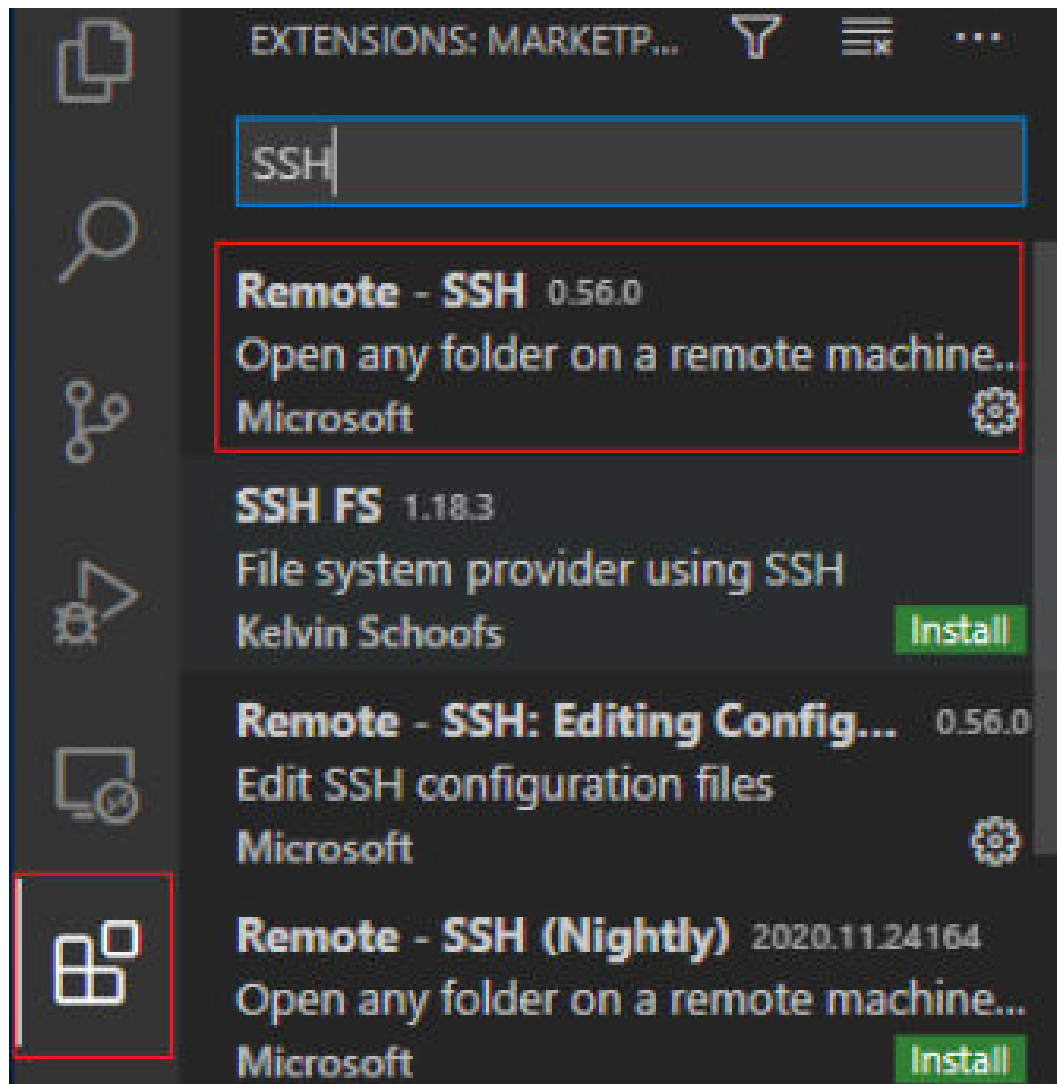 EXTENSIONS: MARKETP...
SSH
Remote - SSH 0.56.0
Open any folder on a remote machine...
Microsoft
SSH FS 1.18.3
File system provider using SSH
Kelvin Schoofs Install
Remote - SSH: Editing Config... 0.56.0
Edit SSH configuration files
Microsoft
Remote - SSH (Nightly) 2020.11.24164
Open any folder on a remote machine...
Microsoft Install